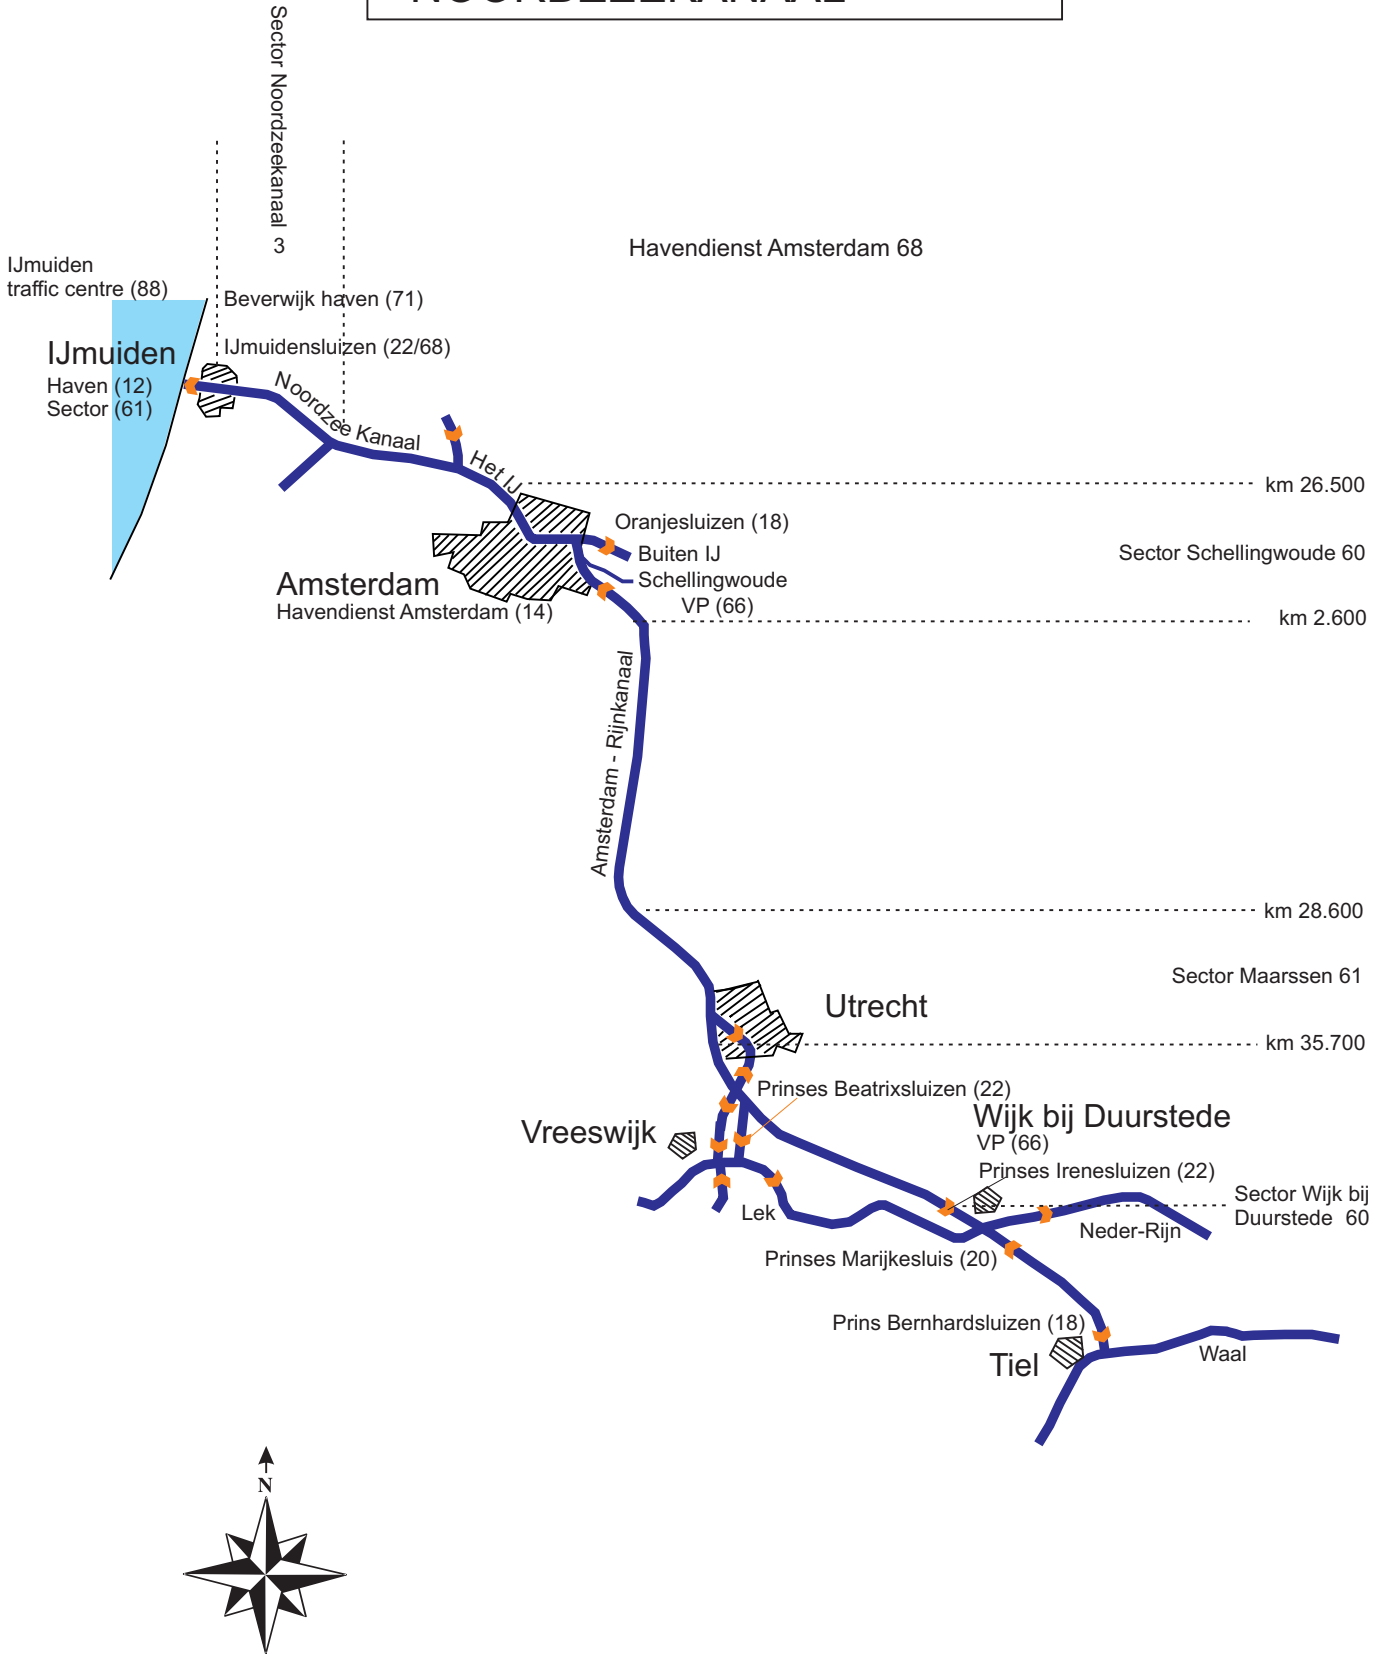 NOORDZEEKANAAL
Sector Noordzeekanaal
3
Havendienst Amsterdam 68
IJmuiden
traffic centre (88)
Beverwijk haven (71)
IJmuidensluizen (22/68)
IJmuiden
Haven (12)
Sector (61)
Noordzee Kanaal
Het IJ
km 26.500
Oranjesluizen (18)
Buiten IJ
Sector Schellingwoude 60
Schellingwoude
VP (66)
Amsterdam
Havendienst Amsterdam (14)
km 2.600
Amsterdam - Rijnkanaal
km 28.600
Sector Maarssen 61
Utrecht
km 35.700
Prinses Beatrixsluizen (22)
Vreeswijk
Wijk bij Duurstede
VP (66)
Prinses Irenesluizen (22)
Sector Wijk bij
Duurstede 60
Lek
Neder-Rijn
Prinses Marijkesluis (20)
Prins Bernhardsluizen (18)
Tiel
Waal
N